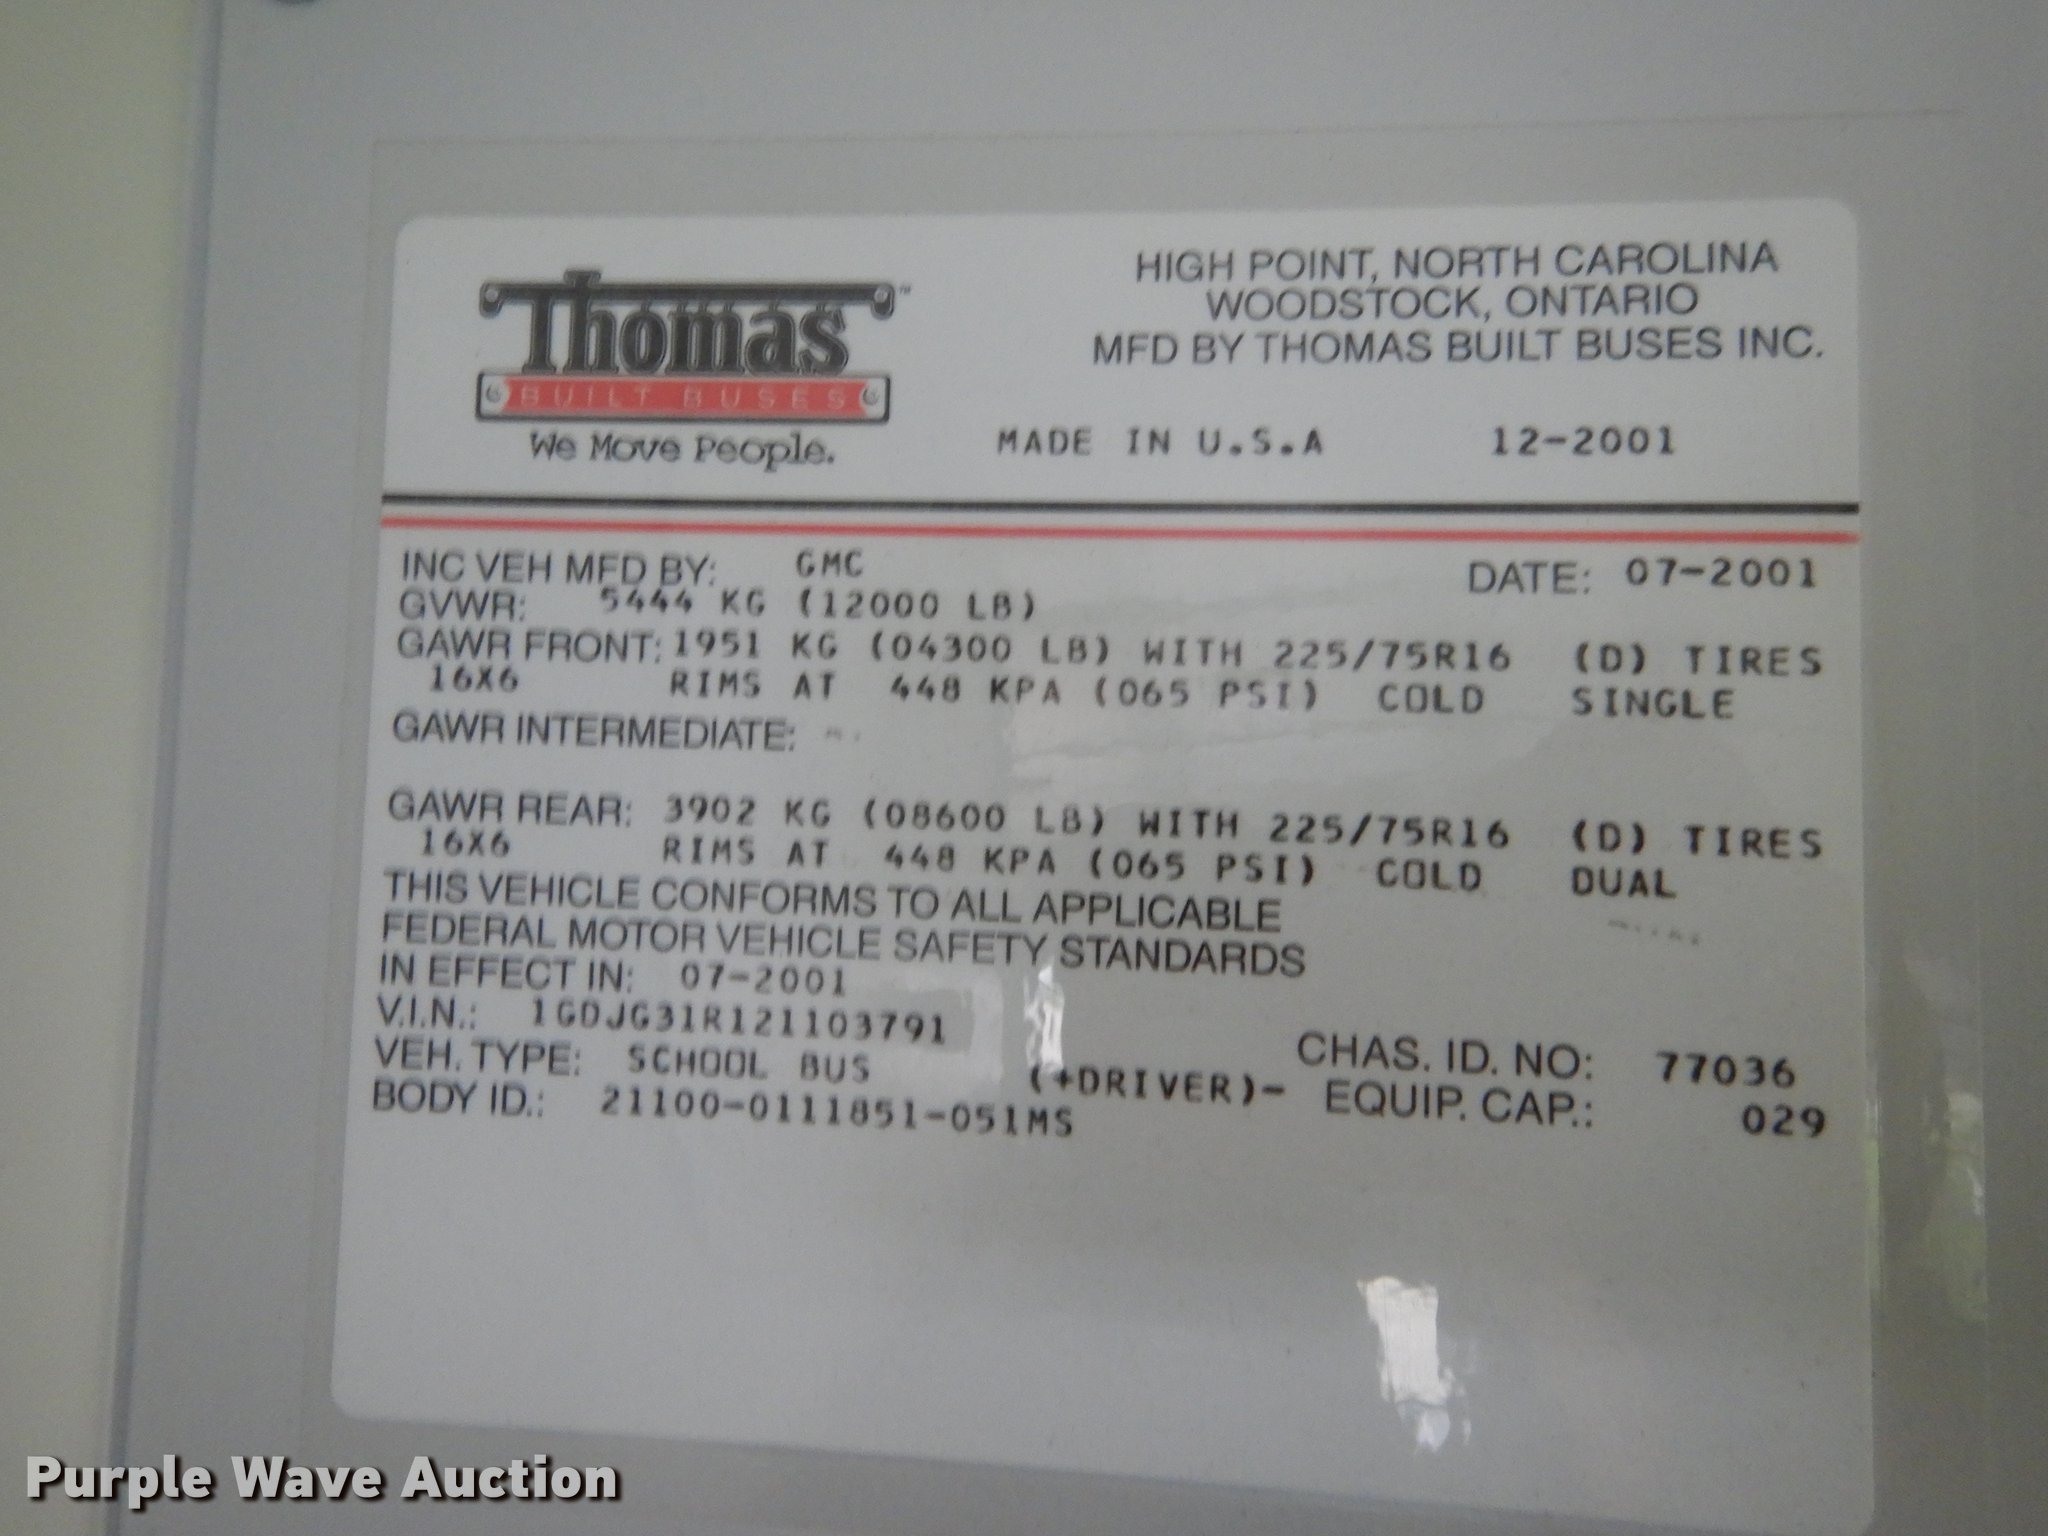 Thomas™
BUILT BUSES
We Move People.
HIGH POINT, NORTH CAROLINA
WOODSTOCK, ONTARIO
MFD BY THOMAS BUILT BUSES INC.
MADE IN U.S.A 12-2001
INC VEH MFD BY: GMC DATE: 07-2001
GVWR: 5444 KG (12000 LB)
GAWR FRONT: 1951 KG (04300 LB) WITH 225/75R16 (D) TIRES
16X6 RIMS AT 448 KPA (065 PSI) COLD SINGLE
GAWR INTERMEDIATE:
GAWR REAR: 3902 KG (08600 LB) WITH 225/75R16 (D) TIRES
16X6 RIMS AT 448 KPA (065 PSI) COLD DUAL
THIS VEHICLE CONFORMS TO ALL APPLICABLE
FEDERAL MOTOR VEHICLE SAFETY STANDARDS
IN EFFECT IN: 07-2001
V.I.N.: 1GDJG31R121103791
VEH. TYPE: SCHOOL BUS CHAS. ID. NO: 77036
BODY ID.: 21100-0111851-051MS (+DRIVER)- EQUIP. CAP.: 029
Purple Wave Auction